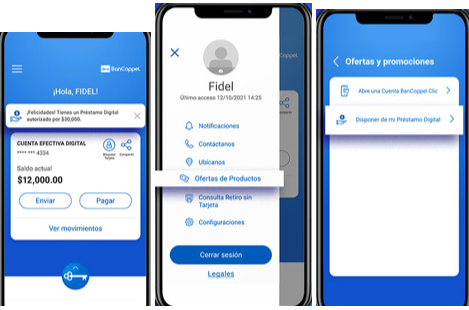 BanCoppel.
¡Hola, FIDEL!
¡Felicidades! Tienes un Préstamo Digital
autorizado por $30,000.
CUENTA EFECTIVA DIGITAL
**** *** 4334
Bloquear
Tarjeta
Compartir
Saldo actual
$12,000.00
Enviar
Pagar
Ver movimientos
BanCoppel.
Fidel
Último acceso 12/10/2021 14:25
Notificaciones
Contáctanos
Ubícanos
Ofertas de Productos
Consulta Retiro sin
Tarjeta
Configuraciones
Cerrar sesión
Legales
Ofertas y promociones
Abre una Cuenta BanCoppel Clic
Disponer de mi Préstamo Digital